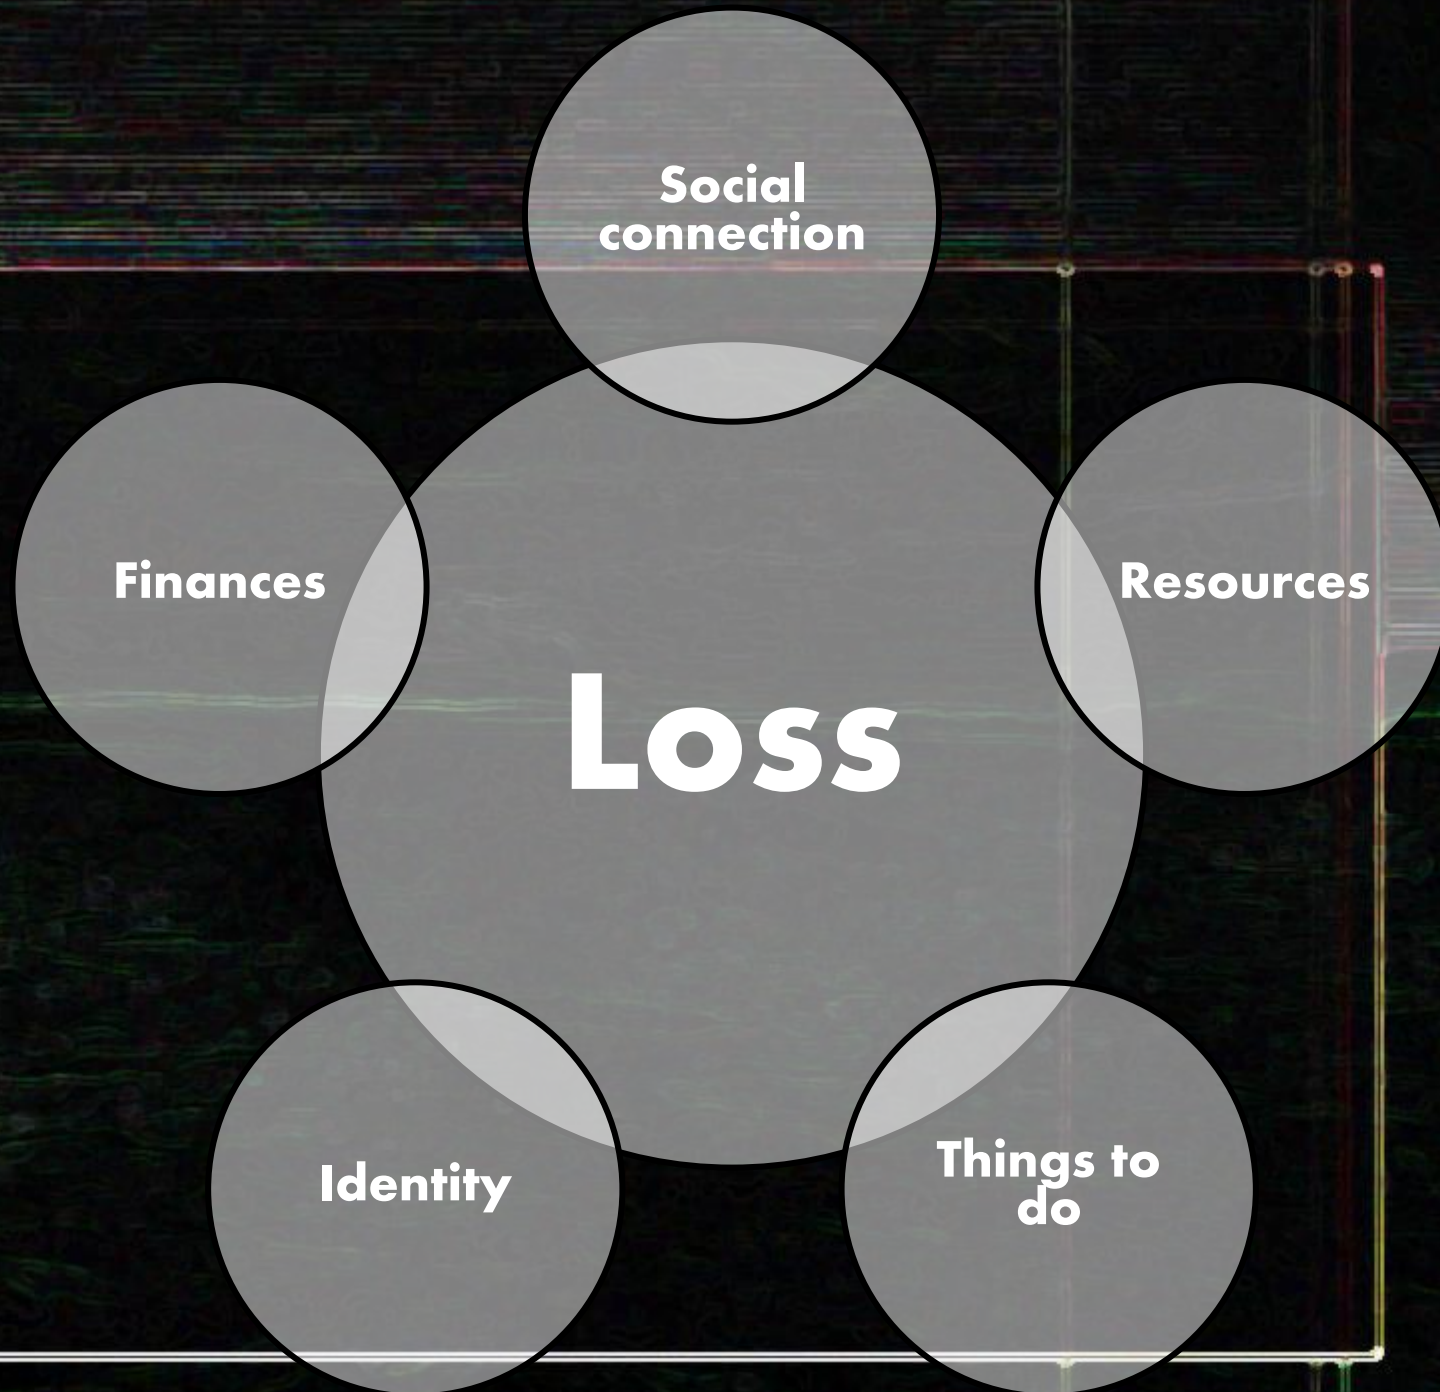 Social
connection
Finances
Resources
Loss
Identity
Things to
do